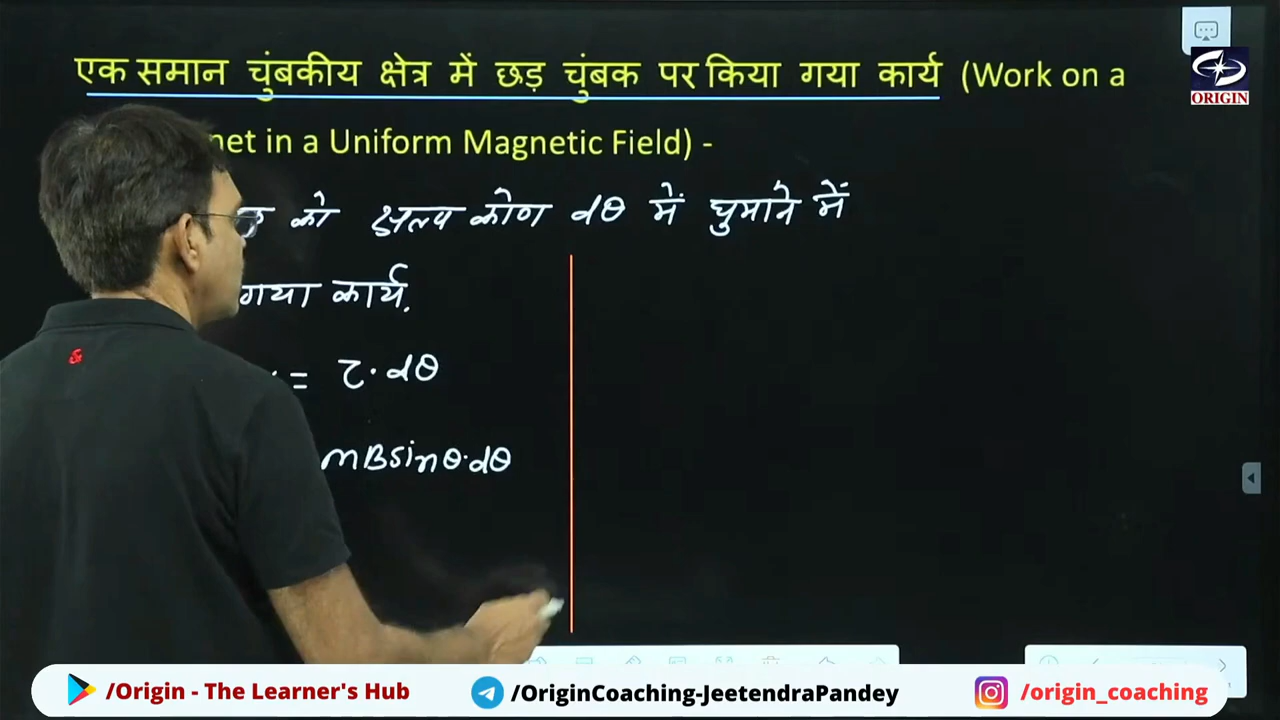 एक समान चुंबकीय क्षेत्र में छड़ चुंबक पर किया गया कार्य (Work on a
ORIGIN
net in a Uniform Magnetic Field) -
को अल्प कोण dθ में घुमाने में
गया कार्य.
= τ. dθ
mBsinθ.dθ
/Origin - The Learner's Hub
/OriginCoaching-JeetendraPandey
/origin_coaching